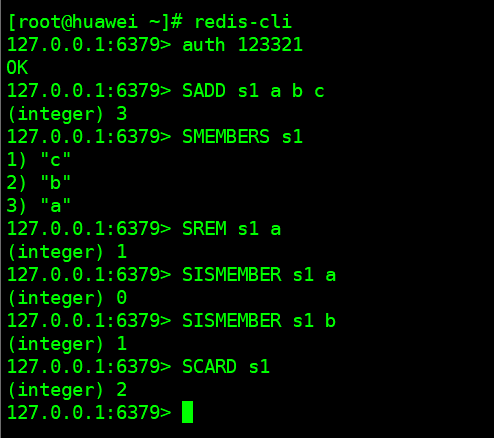 [root@huawei ~]# redis-cli
127.0.0.1:6379> auth 123321
OK
127.0.0.1:6379> SADD s1 a b c
(integer) 3
127.0.0.1:6379> SMEMBERS s1
1) "c"
2) "b"
3) "a"
127.0.0.1:6379> SREM s1 a
(integer) 1
127.0.0.1:6379> SISMEMBER s1 a
(integer) 0
127.0.0.1:6379> SISMEMBER s1 b
(integer) 1
127.0.0.1:6379> SCARD s1
(integer) 2
127.0.0.1:6379>